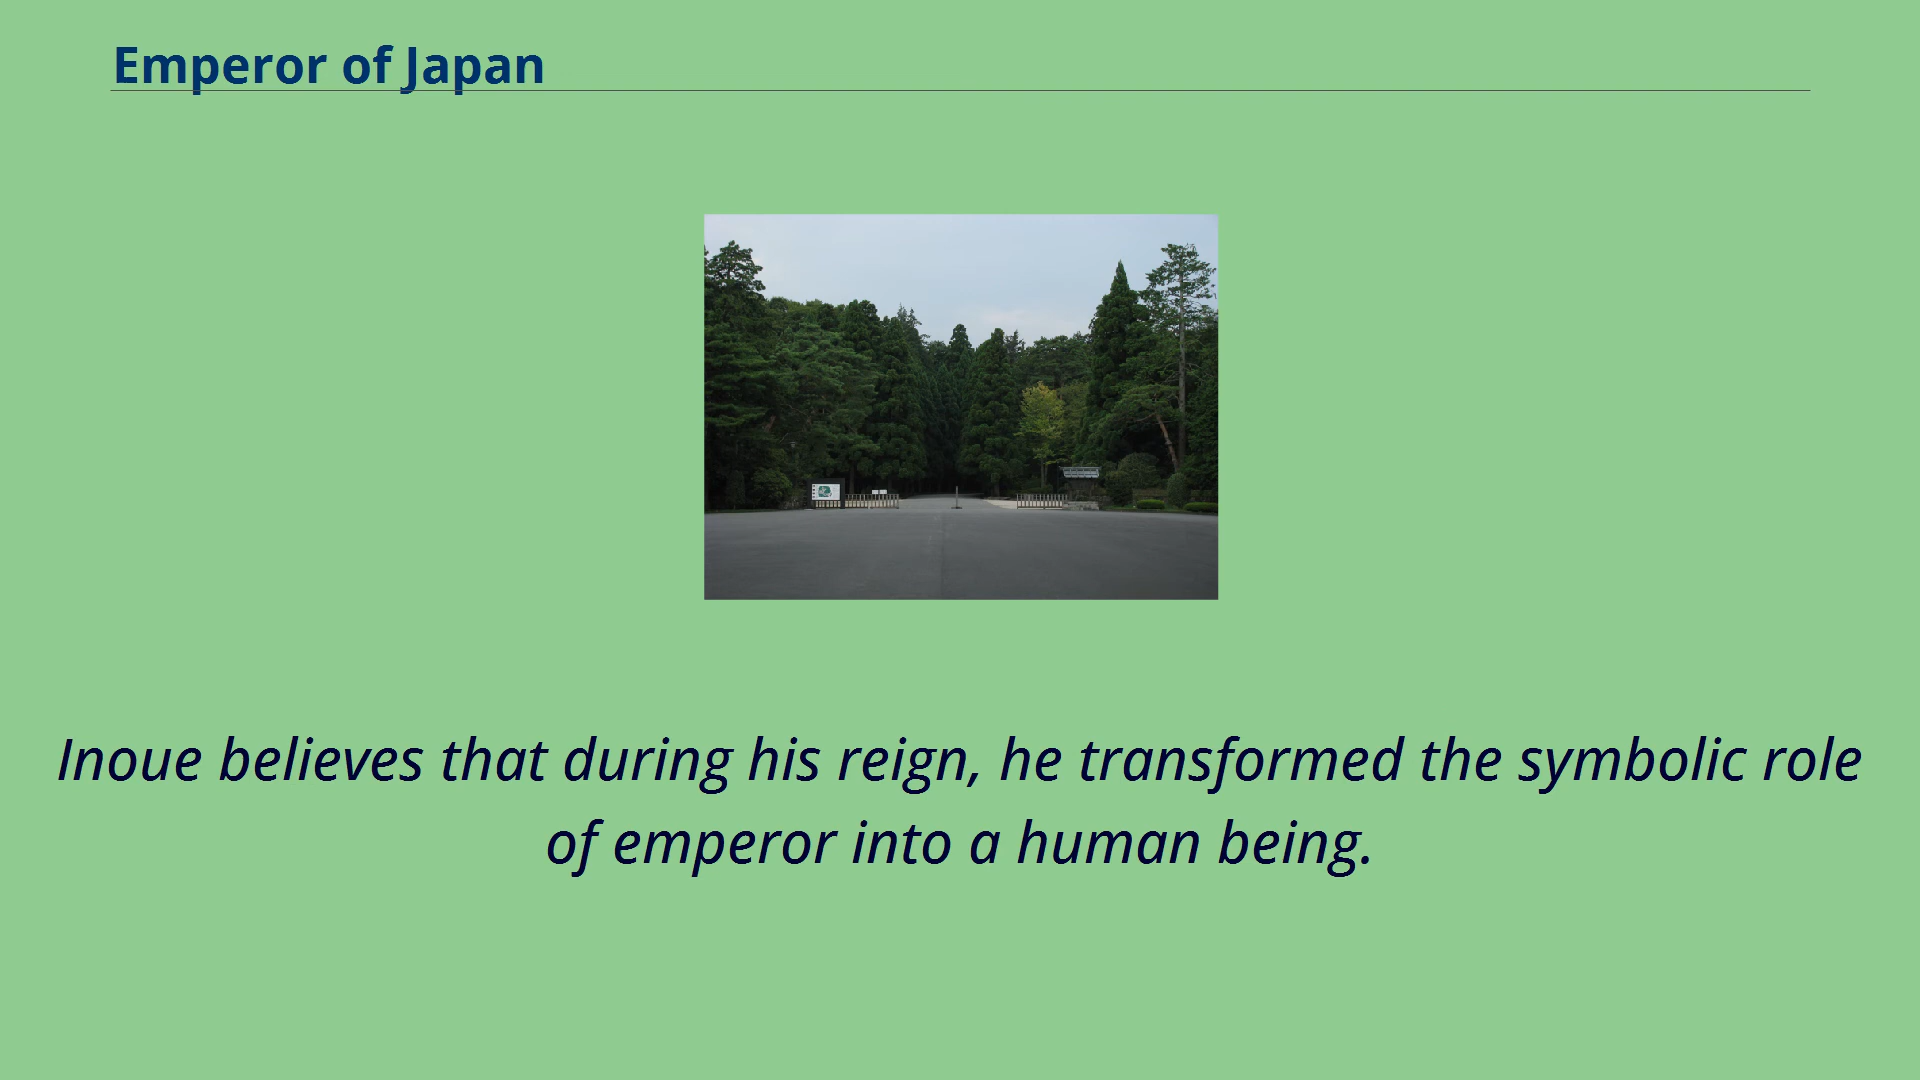 Emperor of Japan
Inoue believes that during his reign, he transformed the symbolic role
of emperor into a human being.